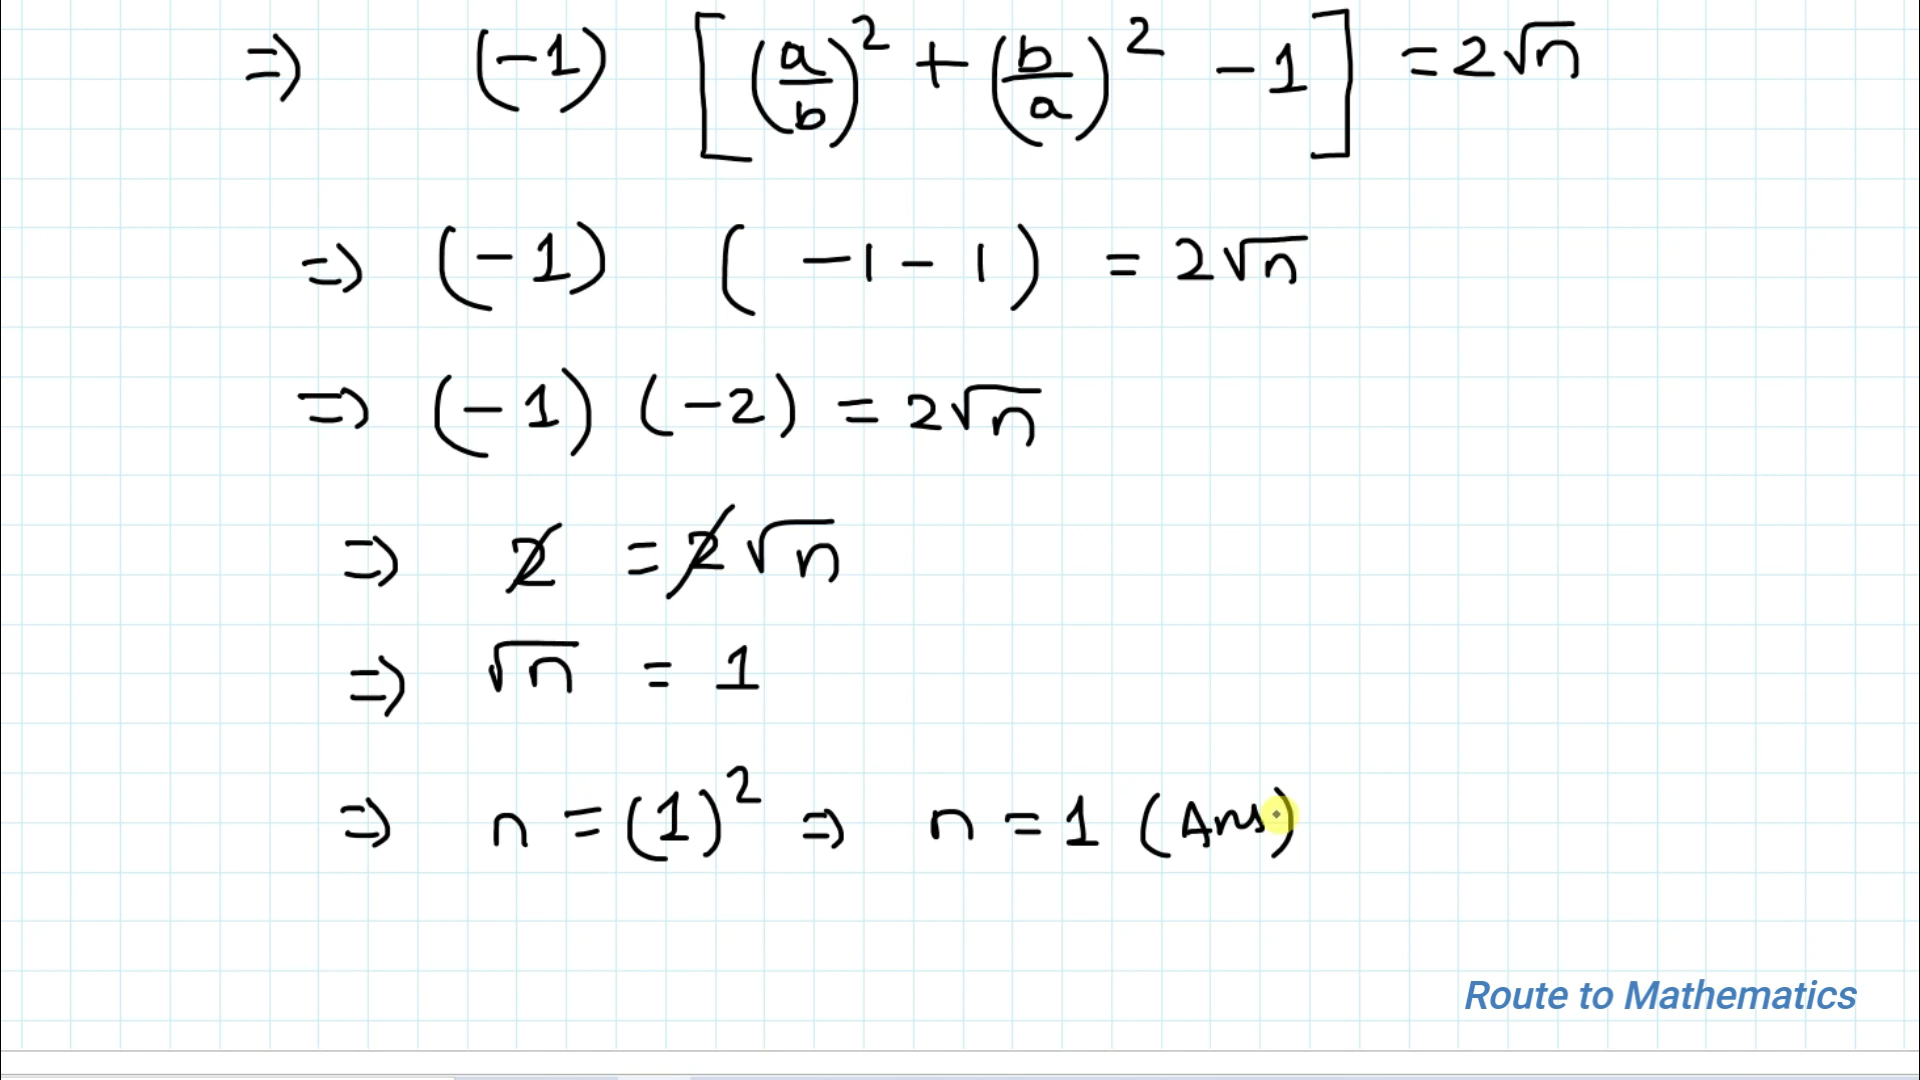 ⇒ (-1) [(a/b)² + (b/a)² - 1] = 2√n
⇒ (-1) (-1-1) = 2√n
⇒ (-1) (-2) = 2√n
⇒ 2 = 2√n
⇒ √n = 1
⇒ n = (1)² ⇒ n = 1 (Ans)
Route to Mathematics